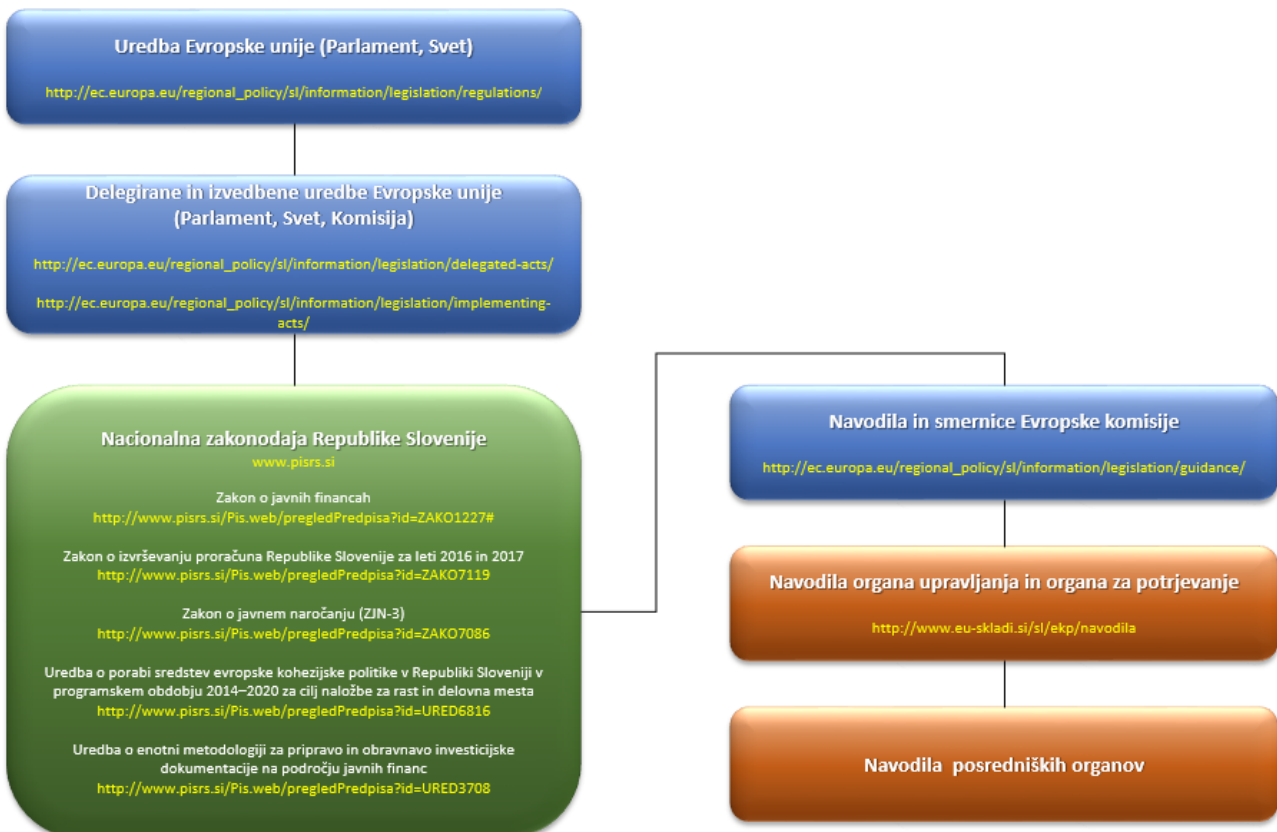 Uredba Evropske unije (Parlament, Svet)
http://ec.europa.eu/regional_policy/sl/information/legislation/regulations/
Delegirane in izvedbene uredbe Evropske unije
(Parlament, Svet, Komisija)
http://ec.europa.eu/regional_policy/sl/information/legislation/delegated-acts/
http://ec.europa.eu/regional_policy/sl/information/legislation/implementing-
acts/
Nacionalna zakonodaja Republike Slovenije
www.pisrs.si
Zakon o javnih financah
http://www.pisrs.si/Pis.web/pregledPredpisa?id=ZAKO1227#
Zakon o izvrševanju proračuna Republike Slovenije za leti 2016 in 2017
http://www.pisrs.si/Pis.web/pregledPredpisa?id=ZAKO7119
Zakon o javnem naročanju (ZJN-3)
http://www.pisrs.si/Pis.web/pregledPredpisa?id=ZAKO7086
Uredba o porabi sredstev evropske kohezijske politike v Republiki Sloveniji v
programskem obdobju 2014–2020 za cilj naložbe za rast in delovna mesta
http://www.pisrs.si/Pis.web/pregledPredpisa?id=URED6816
Uredba o enotni metodologiji za pripravo in obravnavo investicijske
dokumentacije na področju javnih financ
http://www.pisrs.si/Pis.web/pregledPredpisa?id=URED3708
Navodila in smernice Evropske komisije
http://ec.europa.eu/regional_policy/sl/information/legislation/guidance/
Navodila organa upravljanja in organa za potrjevanje
http://www.eu-skladi.si/sl/ekp/navodila
Navodila posredniških organov